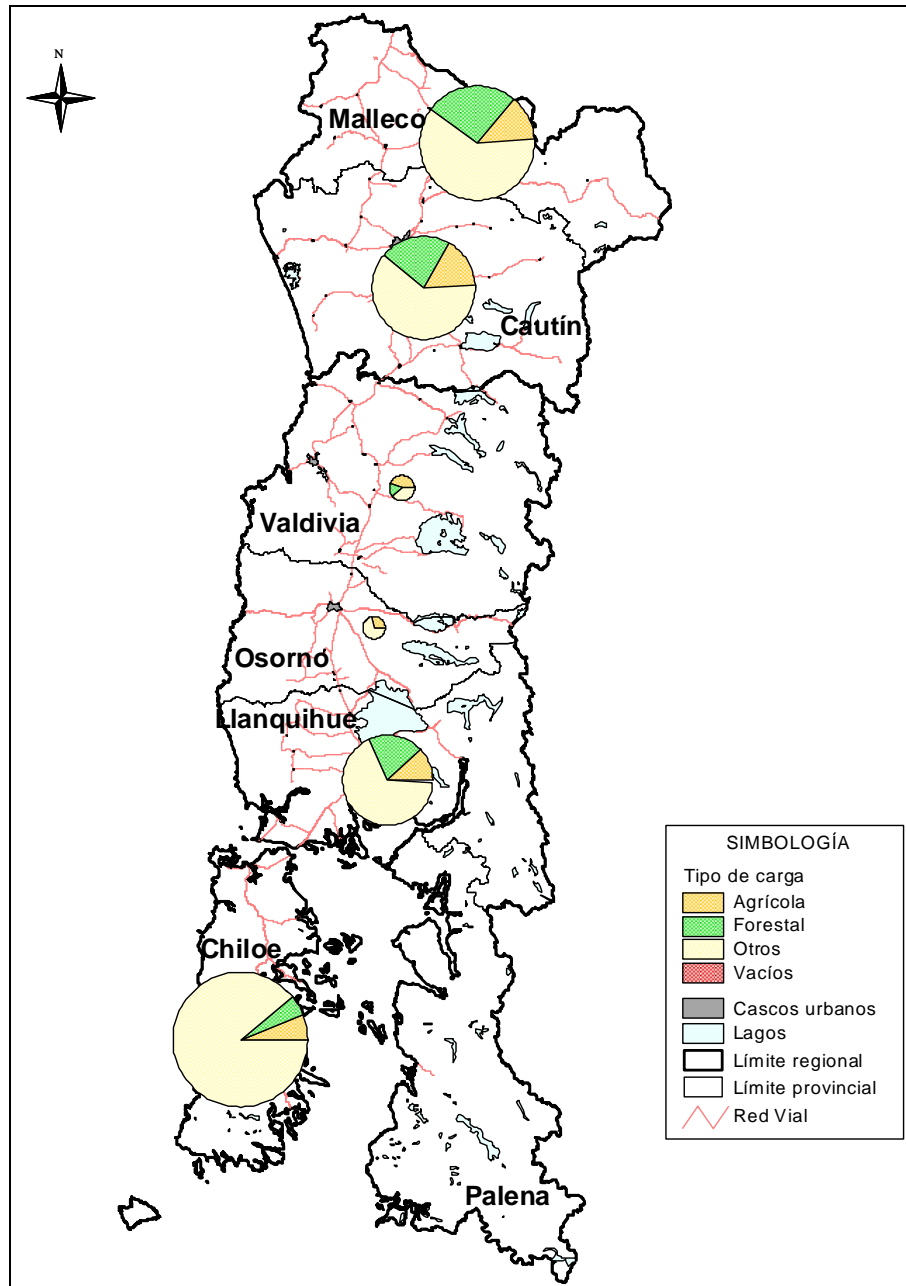 N
Malleco
Cautín
Valdivia
Osorno
Llanquihue
Chiloe
Palena
SIMBOLOGÍA
Tipo de carga
Agrícola
Forestal
Otros
Vacíos
Cascos urbanos
Lagos
Límite regional
Límite provincial
Red Vial